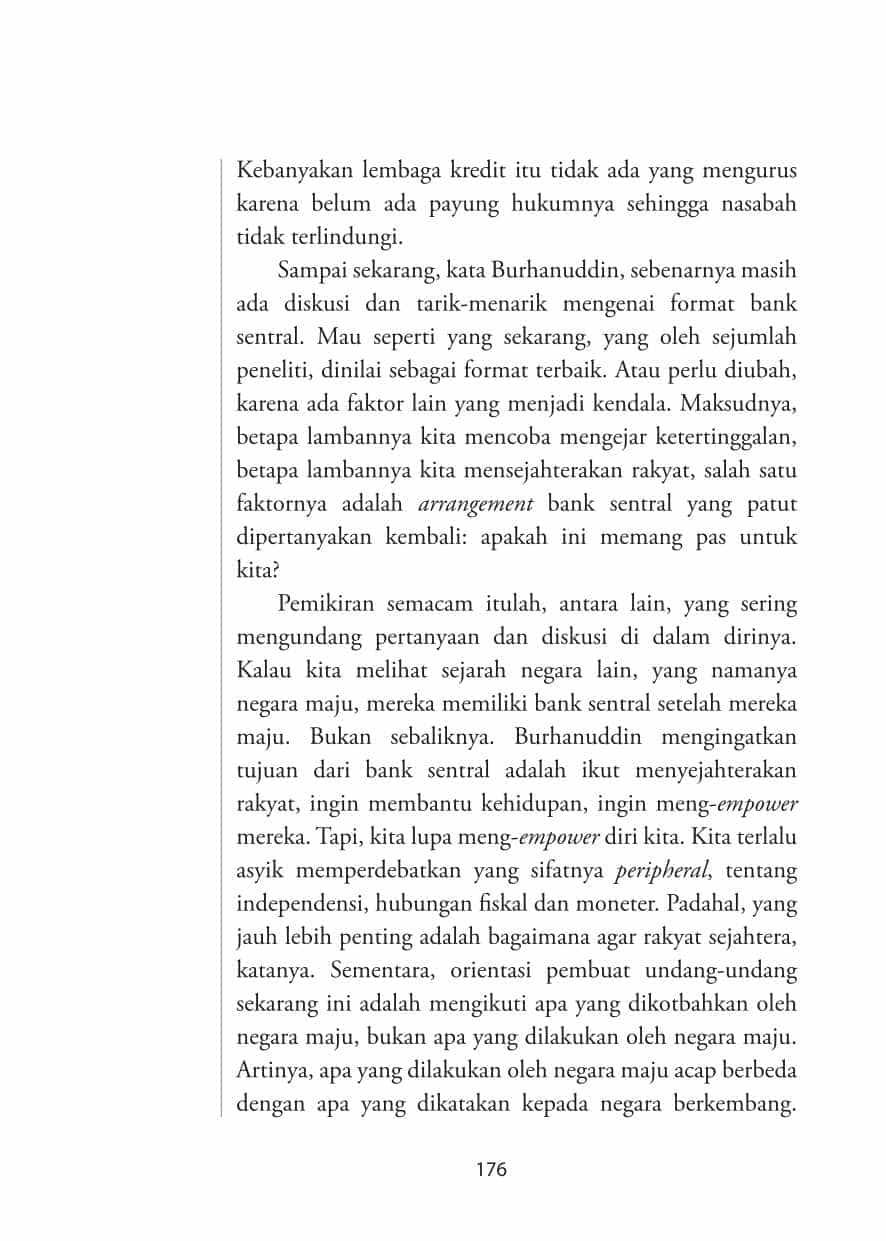 Kebanyakan lembaga kredit itu tidak ada yang mengurus
karena belum ada payung hukumnya sehingga nasabah
tidak terlindungi.
Sampai sekarang, kata Burhanuddin, sebenarnya masih
ada diskusi dan tarik-menarik mengenai format bank
sentral. Mau seperti yang sekarang, yang oleh sejumlah
peneliti, dinilai sebagai format terbaik. Atau perlu diubah,
karena ada faktor lain yang menjadi kendala. Maksudnya,
betapa lambannya kita mencoba mengejar ketertinggalan,
betapa lambannya kita mensejahterakan rakyat, salah satu
faktornya adalah arrangement bank sentral yang patut
dipertanyakan kembali: apakah ini memang pas untuk
kita?
Pemikiran semacam itulah, antara lain, yang sering
mengundang pertanyaan dan diskusi di dalam dirinya.
Kalau kita melihat sejarah negara lain, yang namanya
negara maju, mereka memiliki bank sentral setelah mereka
maju. Bukan sebaliknya. Burhanuddin mengingatkan
tujuan dari bank sentral adalah ikut menyejahterakan
rakyat, ingin membantu kehidupan, ingin meng-empower
mereka. Tapi, kita lupa meng-empower diri kita. Kita terlalu
asyik memperdebatkan yang sifatnya peripheral, tentang
independensi, hubungan fiskal dan moneter. Padahal, yang
jauh lebih penting adalah bagaimana agar rakyat sejahtera,
katanya. Sementara, orientasi pembuat undang-undang
sekarang ini adalah mengikuti apa yang dikotbahkan oleh
negara maju, bukan apa yang dilakukan oleh negara maju.
Artinya, apa yang dilakukan oleh negara maju acap berbeda
dengan apa yang dikatakan kepada negara berkembang.
176